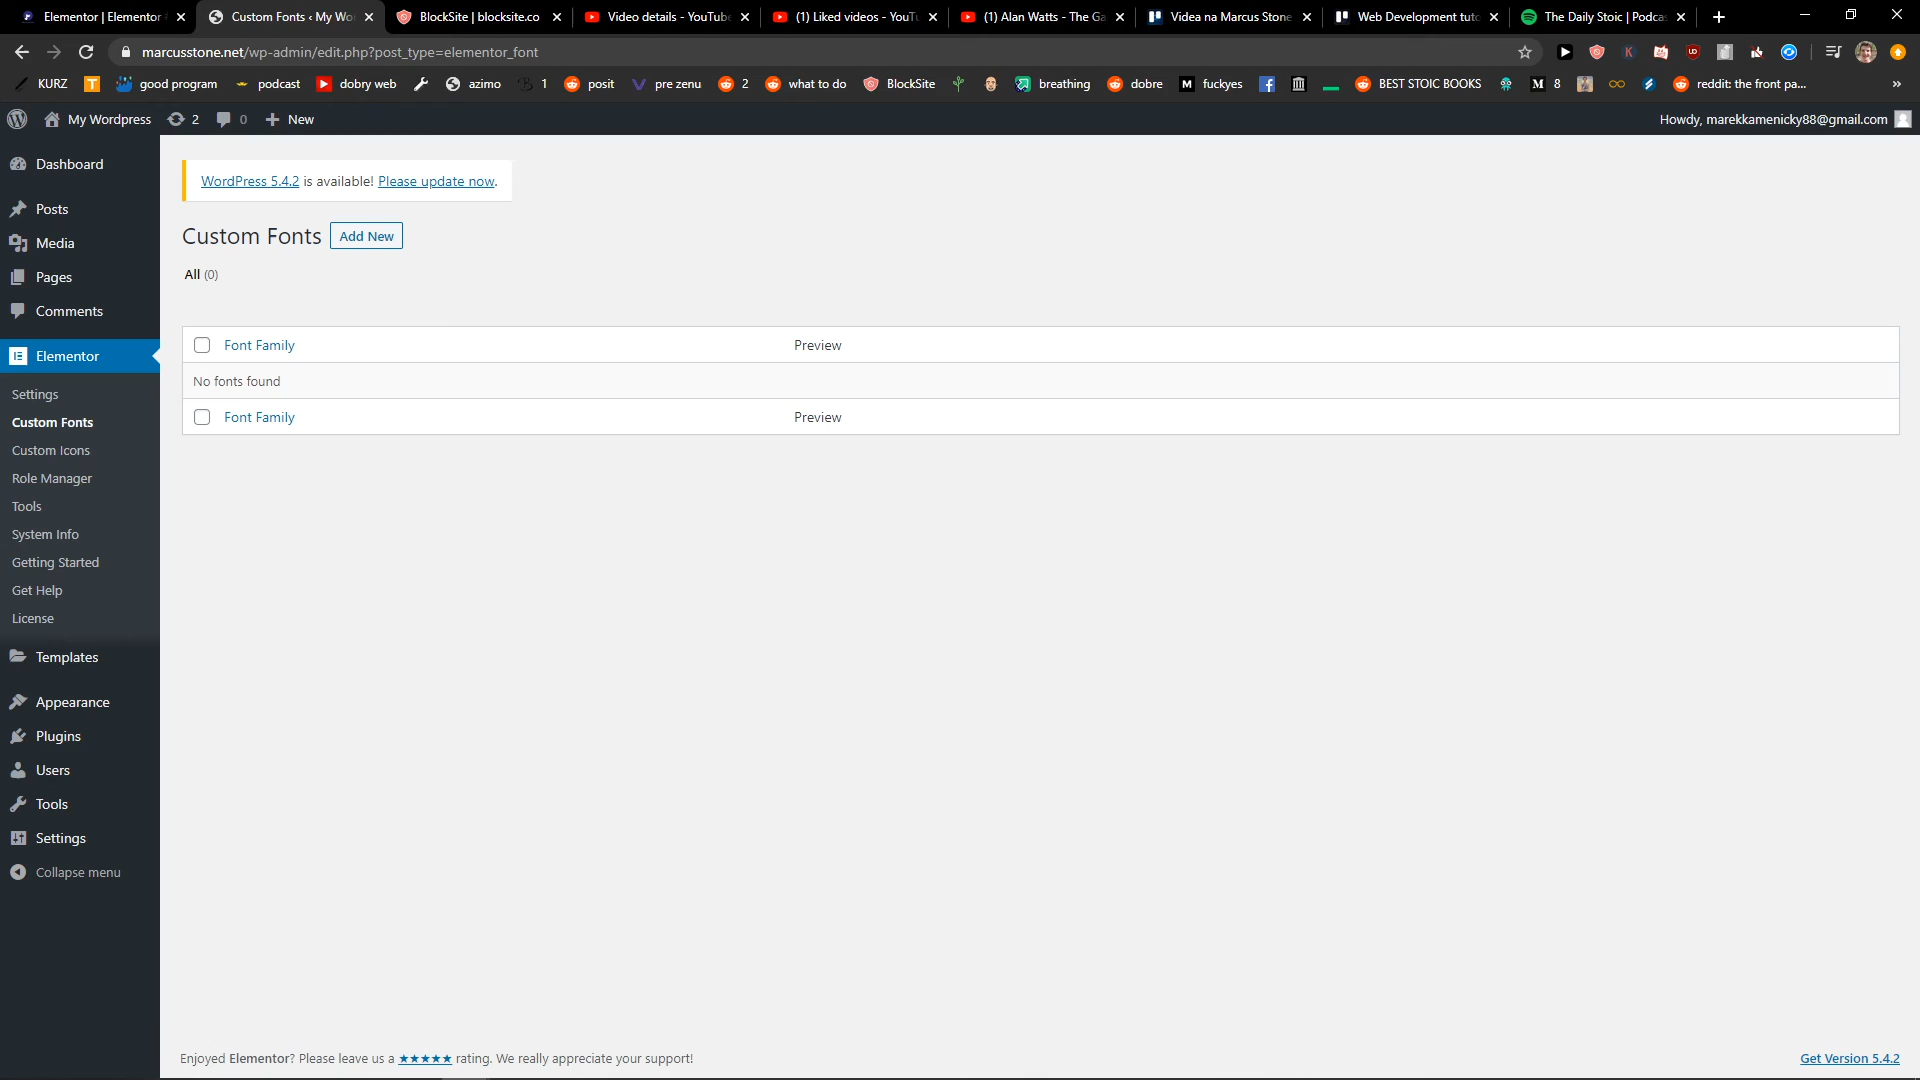 Elementor | Elementor
Custom Fonts ‹ My Wo
BlockSite | blocksite.co
Video details - YouTube
(1) Liked videos - YouTu
(1) Alan Watts - The Ga
Videa na Marcus Stone
Web Development tuto
The Daily Stoic | Podcas
marcusstone.net/wp-admin/edit.php?post_type=elementor_font
KURZ
good program
podcast
dobry web
azimo
1
posit
pre zenu
2
what to do
BlockSite
breathing
dobre
fuckyes
BEST STOIC BOOKS
8
reddit: the front pa...
»
My Wordpress
2
0
New
Howdy, marekkamenicky88@gmail.com
Dashboard
Posts
Media
Pages
Comments
Elementor
Settings
Custom Fonts
Custom Icons
Role Manager
Tools
System Info
Getting Started
Get Help
License
Templates
Appearance
Plugins
Users
Tools
Settings
Collapse menu
WordPress 5.4.2 is available! Please update now.
Custom Fonts Add New
All (0)
Font Family Preview
No fonts found
Font Family Preview
Enjoyed Elementor? Please leave us a ★★★★★ rating. We really appreciate your support!
Get Version 5.4.2